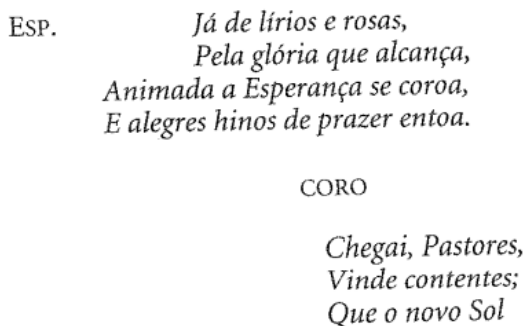 ESP. Já de lírios e rosas,
Pela glória que alcança,
Animada a Esperança se coroa,
E alegres hinos de prazer entoa.
CORO
Chegai, Pastores,
Vinde contentes;
Que o novo Sol